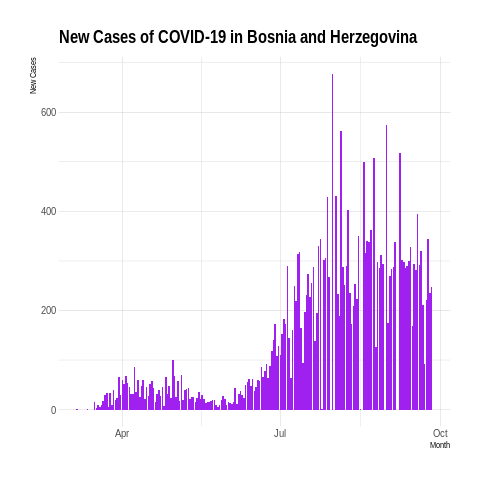 New Cases of COVID-19 in Bosnia and Herzegovina
New Cases
600
400
200
0
Apr
Jul
Oct
Month